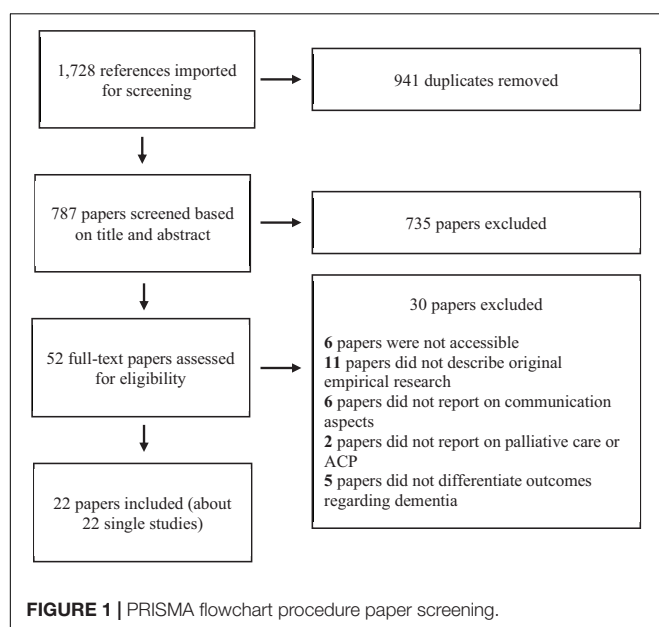 1,728 references imported
for screening
941 duplicates removed
787 papers screened based
on title and abstract
735 papers excluded
52 full-text papers assessed
for eligibility
30 papers excluded
6 papers were not accessible
11 papers did not describe original
empirical research
6 papers did not report on communication
aspects
2 papers did not report on palliative care or
ACP
5 papers did not differentiate outcomes
regarding dementia
22 papers included (about
22 single studies)
FIGURE 1 | PRISMA flowchart procedure paper screening.